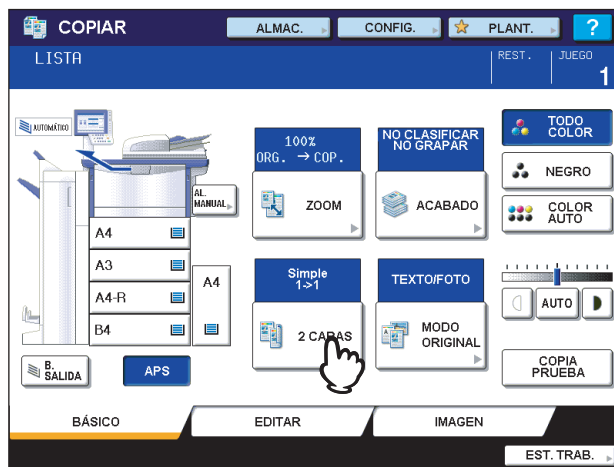 COPIAR
ALMAC.
CONFIG.
PLANT.
?
LISTA
REST.
JUEGO
1
AUTOMÁTICO
AL.
MANUAL
A4
A3
A4-R
B4
A4
B.
SALIDA
APS
100%
ORG. → COP.
ZOOM
NO CLASIFICAR
NO GRAPAR
ACABADO
Simple
1->1
2 CARAS
TEXTO/FOTO
MODO
ORIGINAL
TODO
COLOR
NEGRO
COLOR
AUTO
AUTO
COPIA
PRUEBA
BÁSICO
EDITAR
IMAGEN
EST. TRAB.